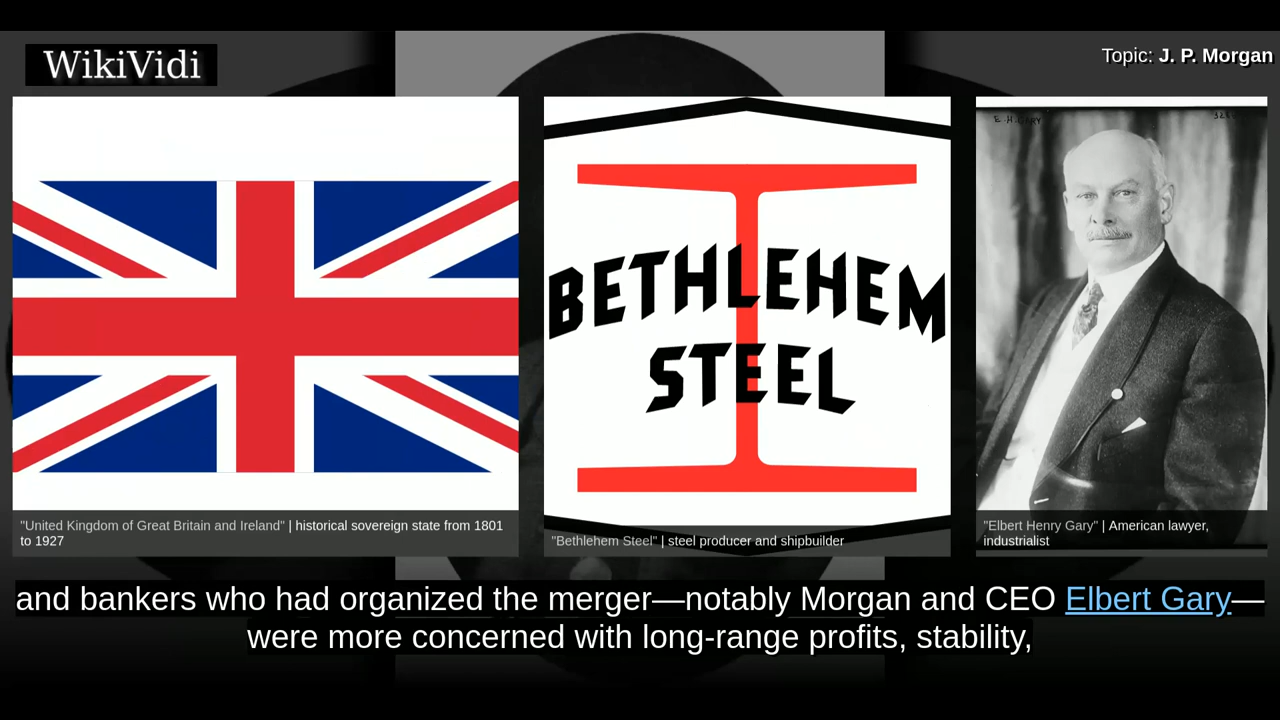 WikiVidi
Topic: J. P. Morgan
BETHLEHEM
STEEL
E. H. GARY
"United Kingdom of Great Britain and Ireland" | historical sovereign state from 1801
to 1927
"Bethlehem Steel" | steel producer and shipbuilder
"Elbert Henry Gary" | American lawyer,
industrialist
and bankers who had organized the merger—notably Morgan and CEO Elbert Gary—
were more concerned with long-range profits, stability,